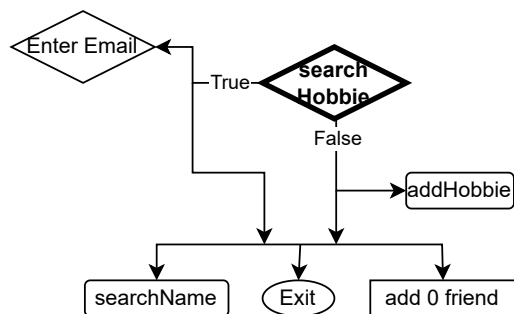 Enter Email
search
Hobbie
True
False
addHobbie
searchName
Exit
add 0 friend